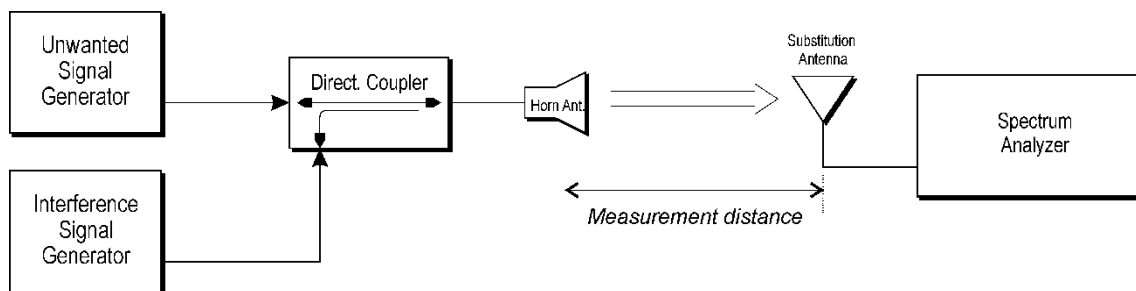 Unwanted
Signal
Generator
Direct. Coupler
Horn Ant.
Substitution
Antenna
Spectrum
Analyzer
Interference
Signal
Generator
Measurement distance